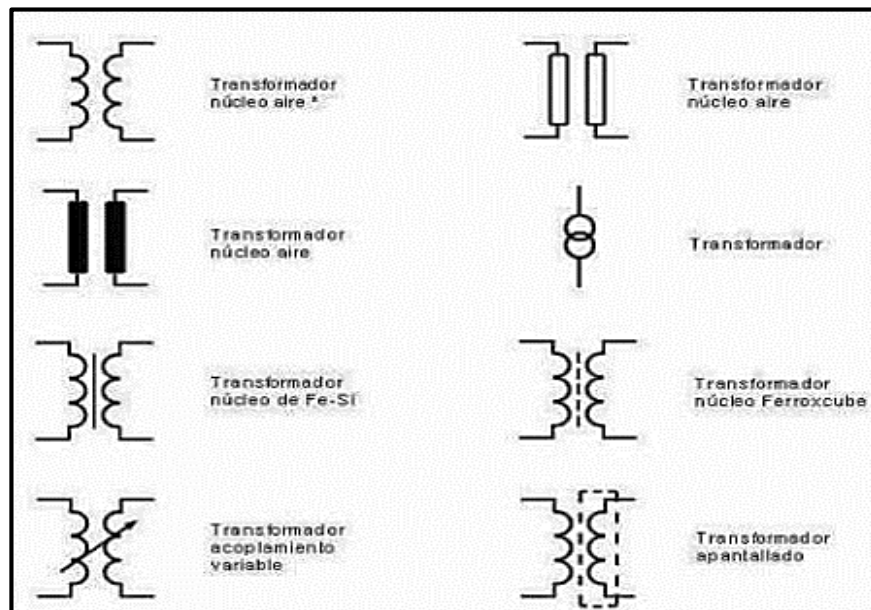 Transformador
núcleo aire *
Transformador
núcleo aire
Transformador
núcleo aire
Transformador
Transformador
núcleo de Fe-Si
Transformador
núcleo Ferroxcube
Transformador
acoplamiento
variable
Transformador
apantallado